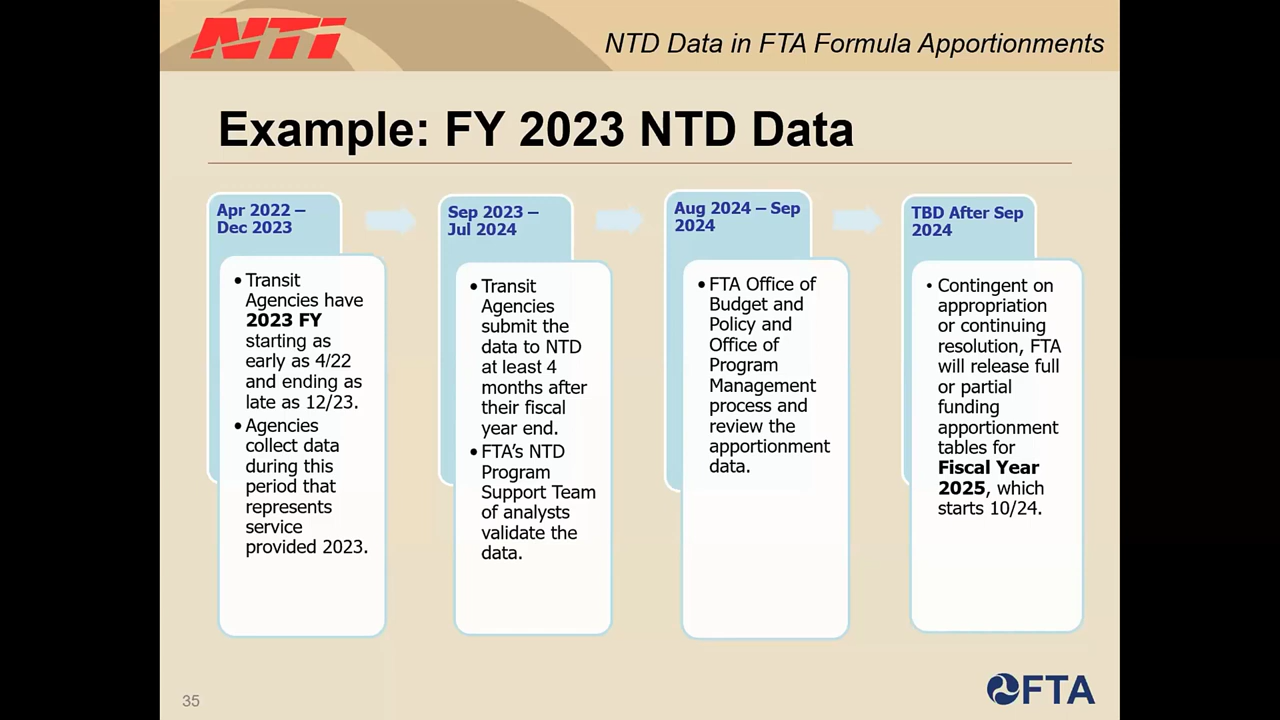 NTI
NTD Data in FTA Formula Apportionments
Example: FY 2023 NTD Data
Apr 2022 –
Dec 2023
• Transit
Agencies have
2023 FY
starting as
early as 4/22
and ending as
late as 12/23.
• Agencies
collect data
during this
period that
represents
service
provided 2023.
Sep 2023 –
Jul 2024
• Transit
Agencies
submit the
data to NTD
at least 4
months after
their fiscal
year end.
• FTA’s NTD
Program
Support Team
of analysts
validate the
data.
Aug 2024 – Sep
2024
• FTA Office of
Budget and
Policy and
Office of
Program
Management
process and
review the
apportionment
data.
TBD After Sep
2024
• Contingent on
appropriation
or continuing
resolution, FTA
will release full
or partial
funding
apportionment
tables for
Fiscal Year
2025, which
starts 10/24.
35
FTA